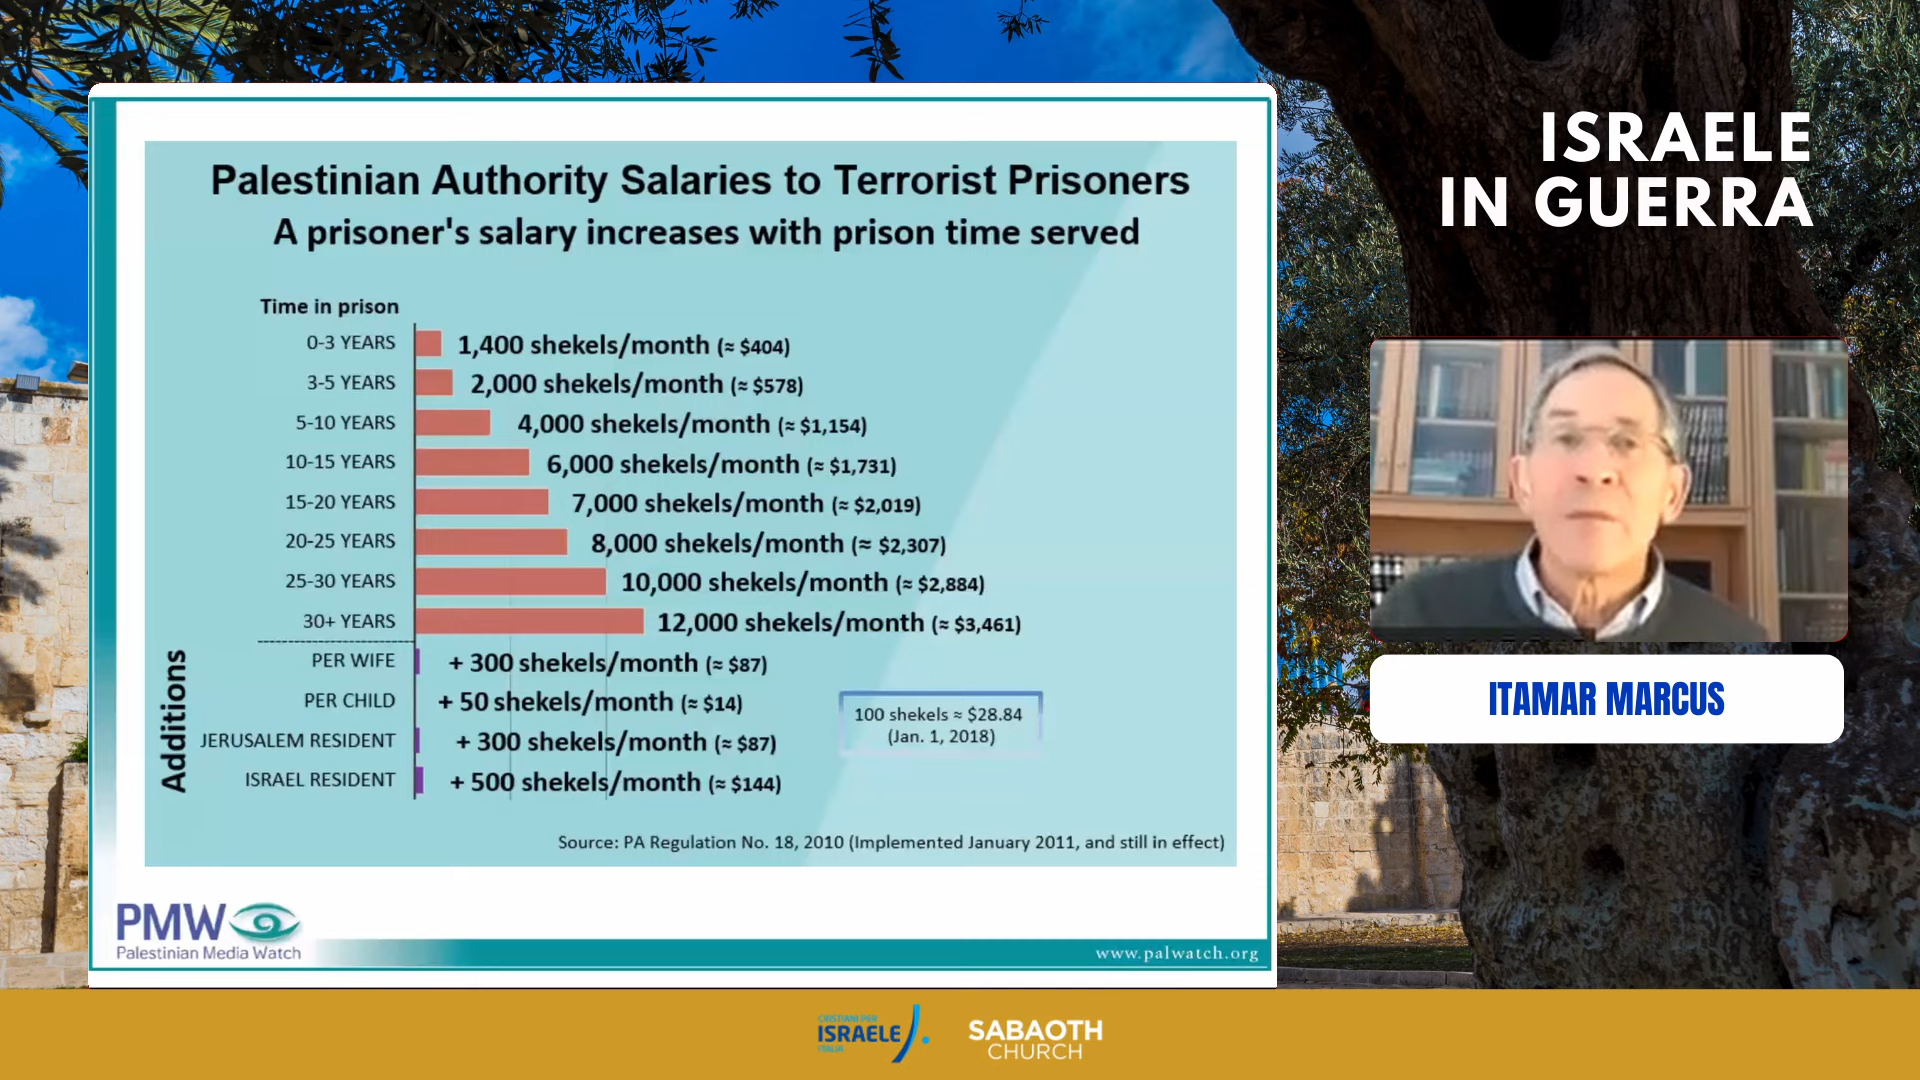 Palestinian Authority Salaries to Terrorist Prisoners
A prisoner's salary increases with prison time served
Time in prison
0-3 YEARS 1,400 shekels/month (≈ $404)
3-5 YEARS 2,000 shekels/month (≈ $578)
5-10 YEARS 4,000 shekels/month (≈ $1,154)
10-15 YEARS 6,000 shekels/month (≈ $1,731)
15-20 YEARS 7,000 shekels/month (≈ $2,019)
20-25 YEARS 8,000 shekels/month (≈ $2,307)
25-30 YEARS 10,000 shekels/month (≈ $2,884)
30+ YEARS 12,000 shekels/month (≈ $3,461)
Additions
PER WIFE + 300 shekels/month (≈ $87)
PER CHILD + 50 shekels/month (≈ $14)
JERUSALEM RESIDENT + 300 shekels/month (≈ $87)
ISRAEL RESIDENT + 500 shekels/month (≈ $144)
100 shekels ≈ $28.84
(Jan. 1, 2018)
Source: PA Regulation No. 18, 2010 (Implemented January 2011, and still in effect)
PMW
Palestinian Media Watch
www.palwatch.org
ISRAELE
IN GUERRA
ITAMAR MARCUS
CRISTIANI PER
ISRAELE
ITALIA
SABAOTH
CHURCH